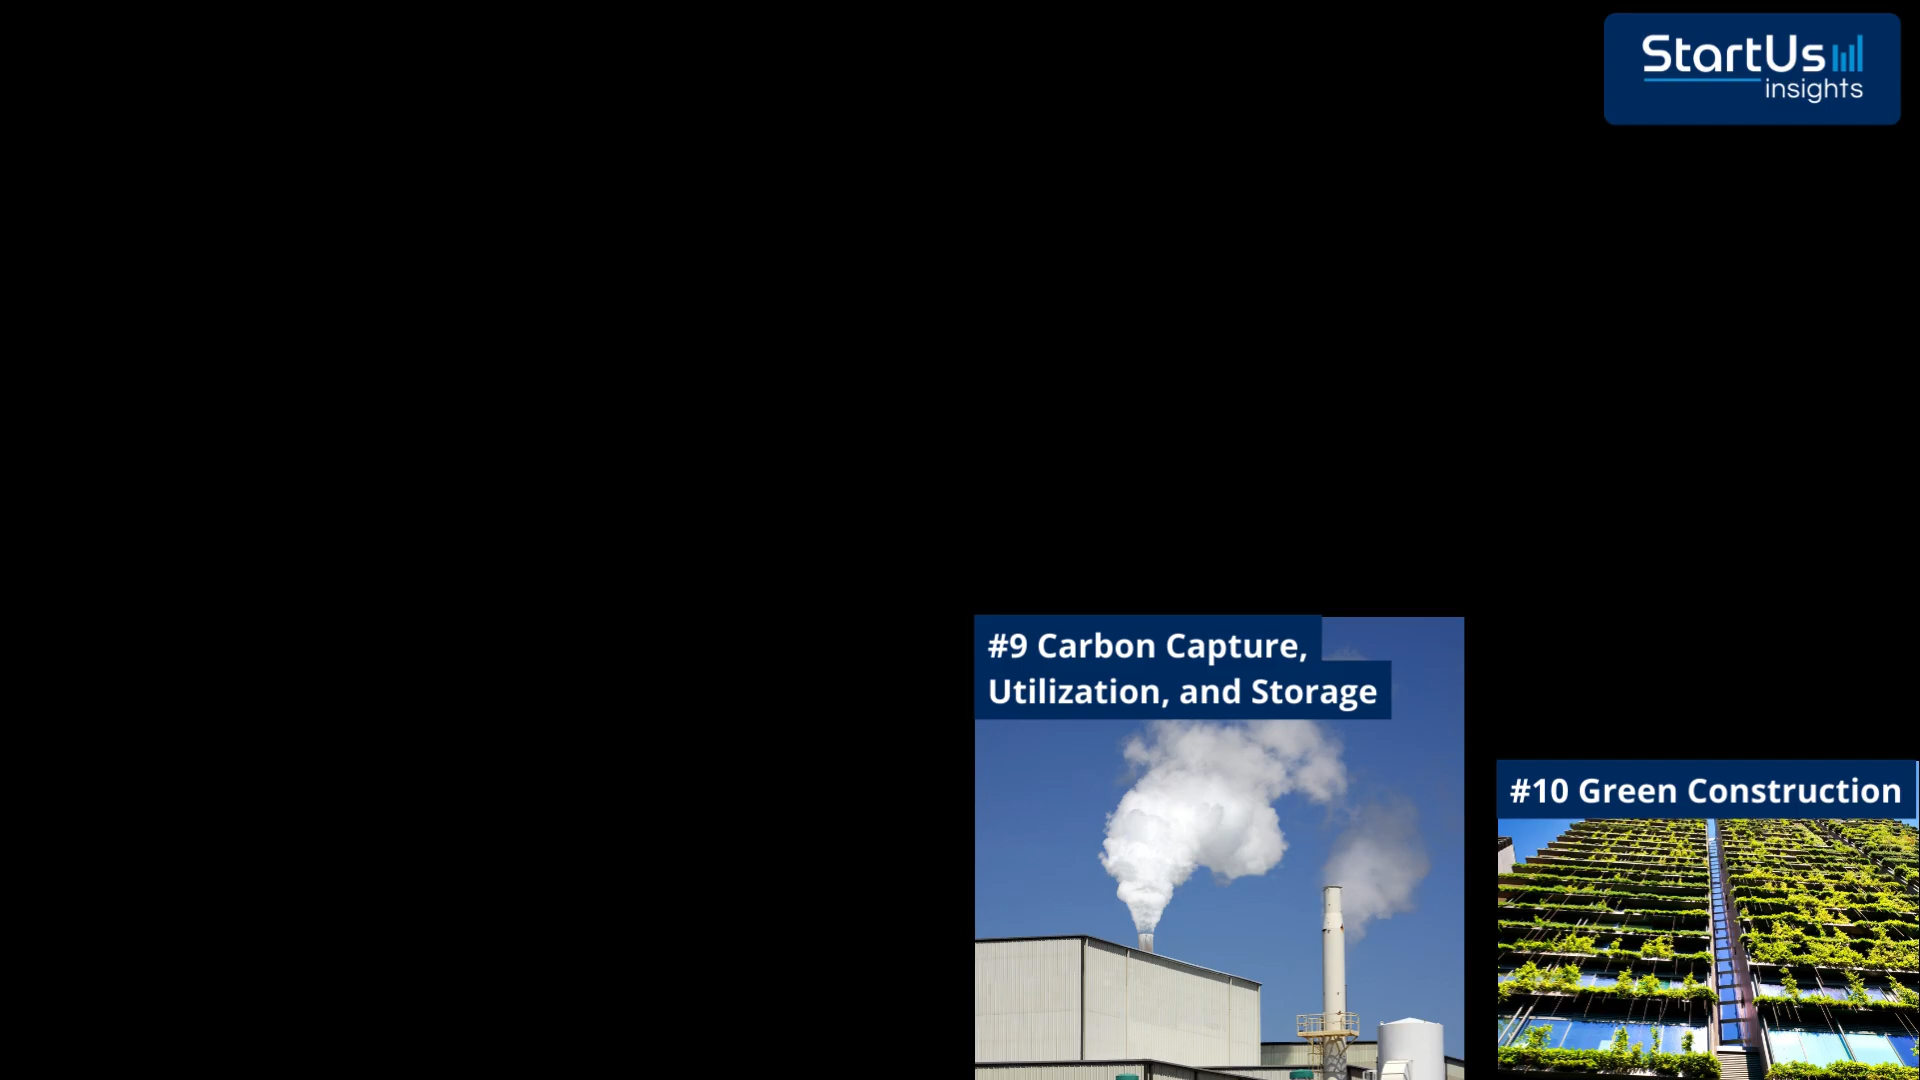 StartUs
insights
#9 Carbon Capture,
Utilization, and Storage
#10 Green Construction